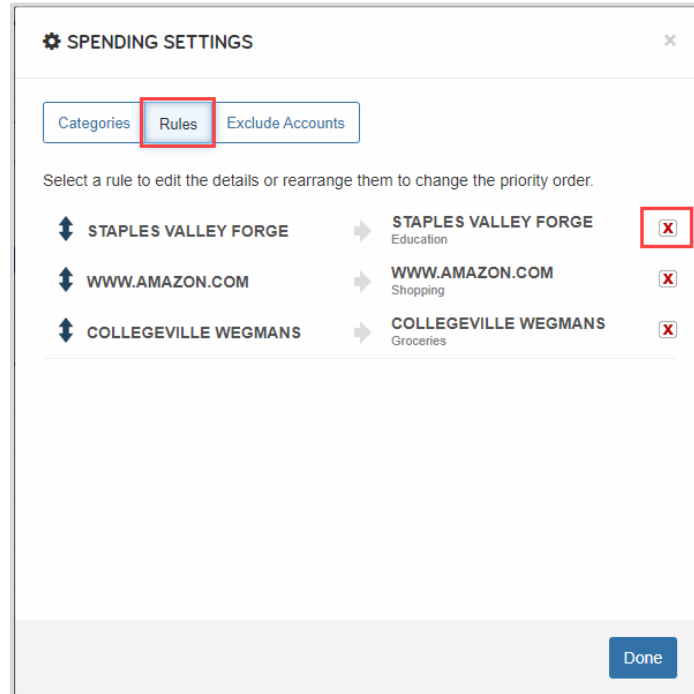 SPENDING SETTINGS
×
Categories Rules Exclude Accounts
Select a rule to edit the details or rearrange them to change the priority order.
STAPLES VALLEY FORGE STAPLES VALLEY FORGE X
Education
WWW.AMAZON.COM WWW.AMAZON.COM X
Shopping
COLLEGEVILLE WEGMANS COLLEGEVILLE WEGMANS X
Groceries
Done